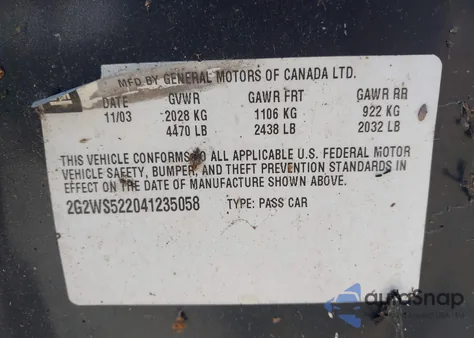 MFD BY GENERAL MOTORS OF CANADA LTD.
DATE GVWR GAWR FRT GAWR RR
11/03 2028 KG 1106 KG 922 KG
4470 LB 2438 LB 2032 LB
THIS VEHICLE CONFORMS TO ALL APPLICABLE U.S. FEDERAL MOTOR
VEHICLE SAFETY, BUMPER, AND THEFT PREVENTION STANDARDS IN
EFFECT ON THE DATE OF MANUFACTURE SHOWN ABOVE.
2G2WS522041235058 TYPE: PASS CAR
autoSnap